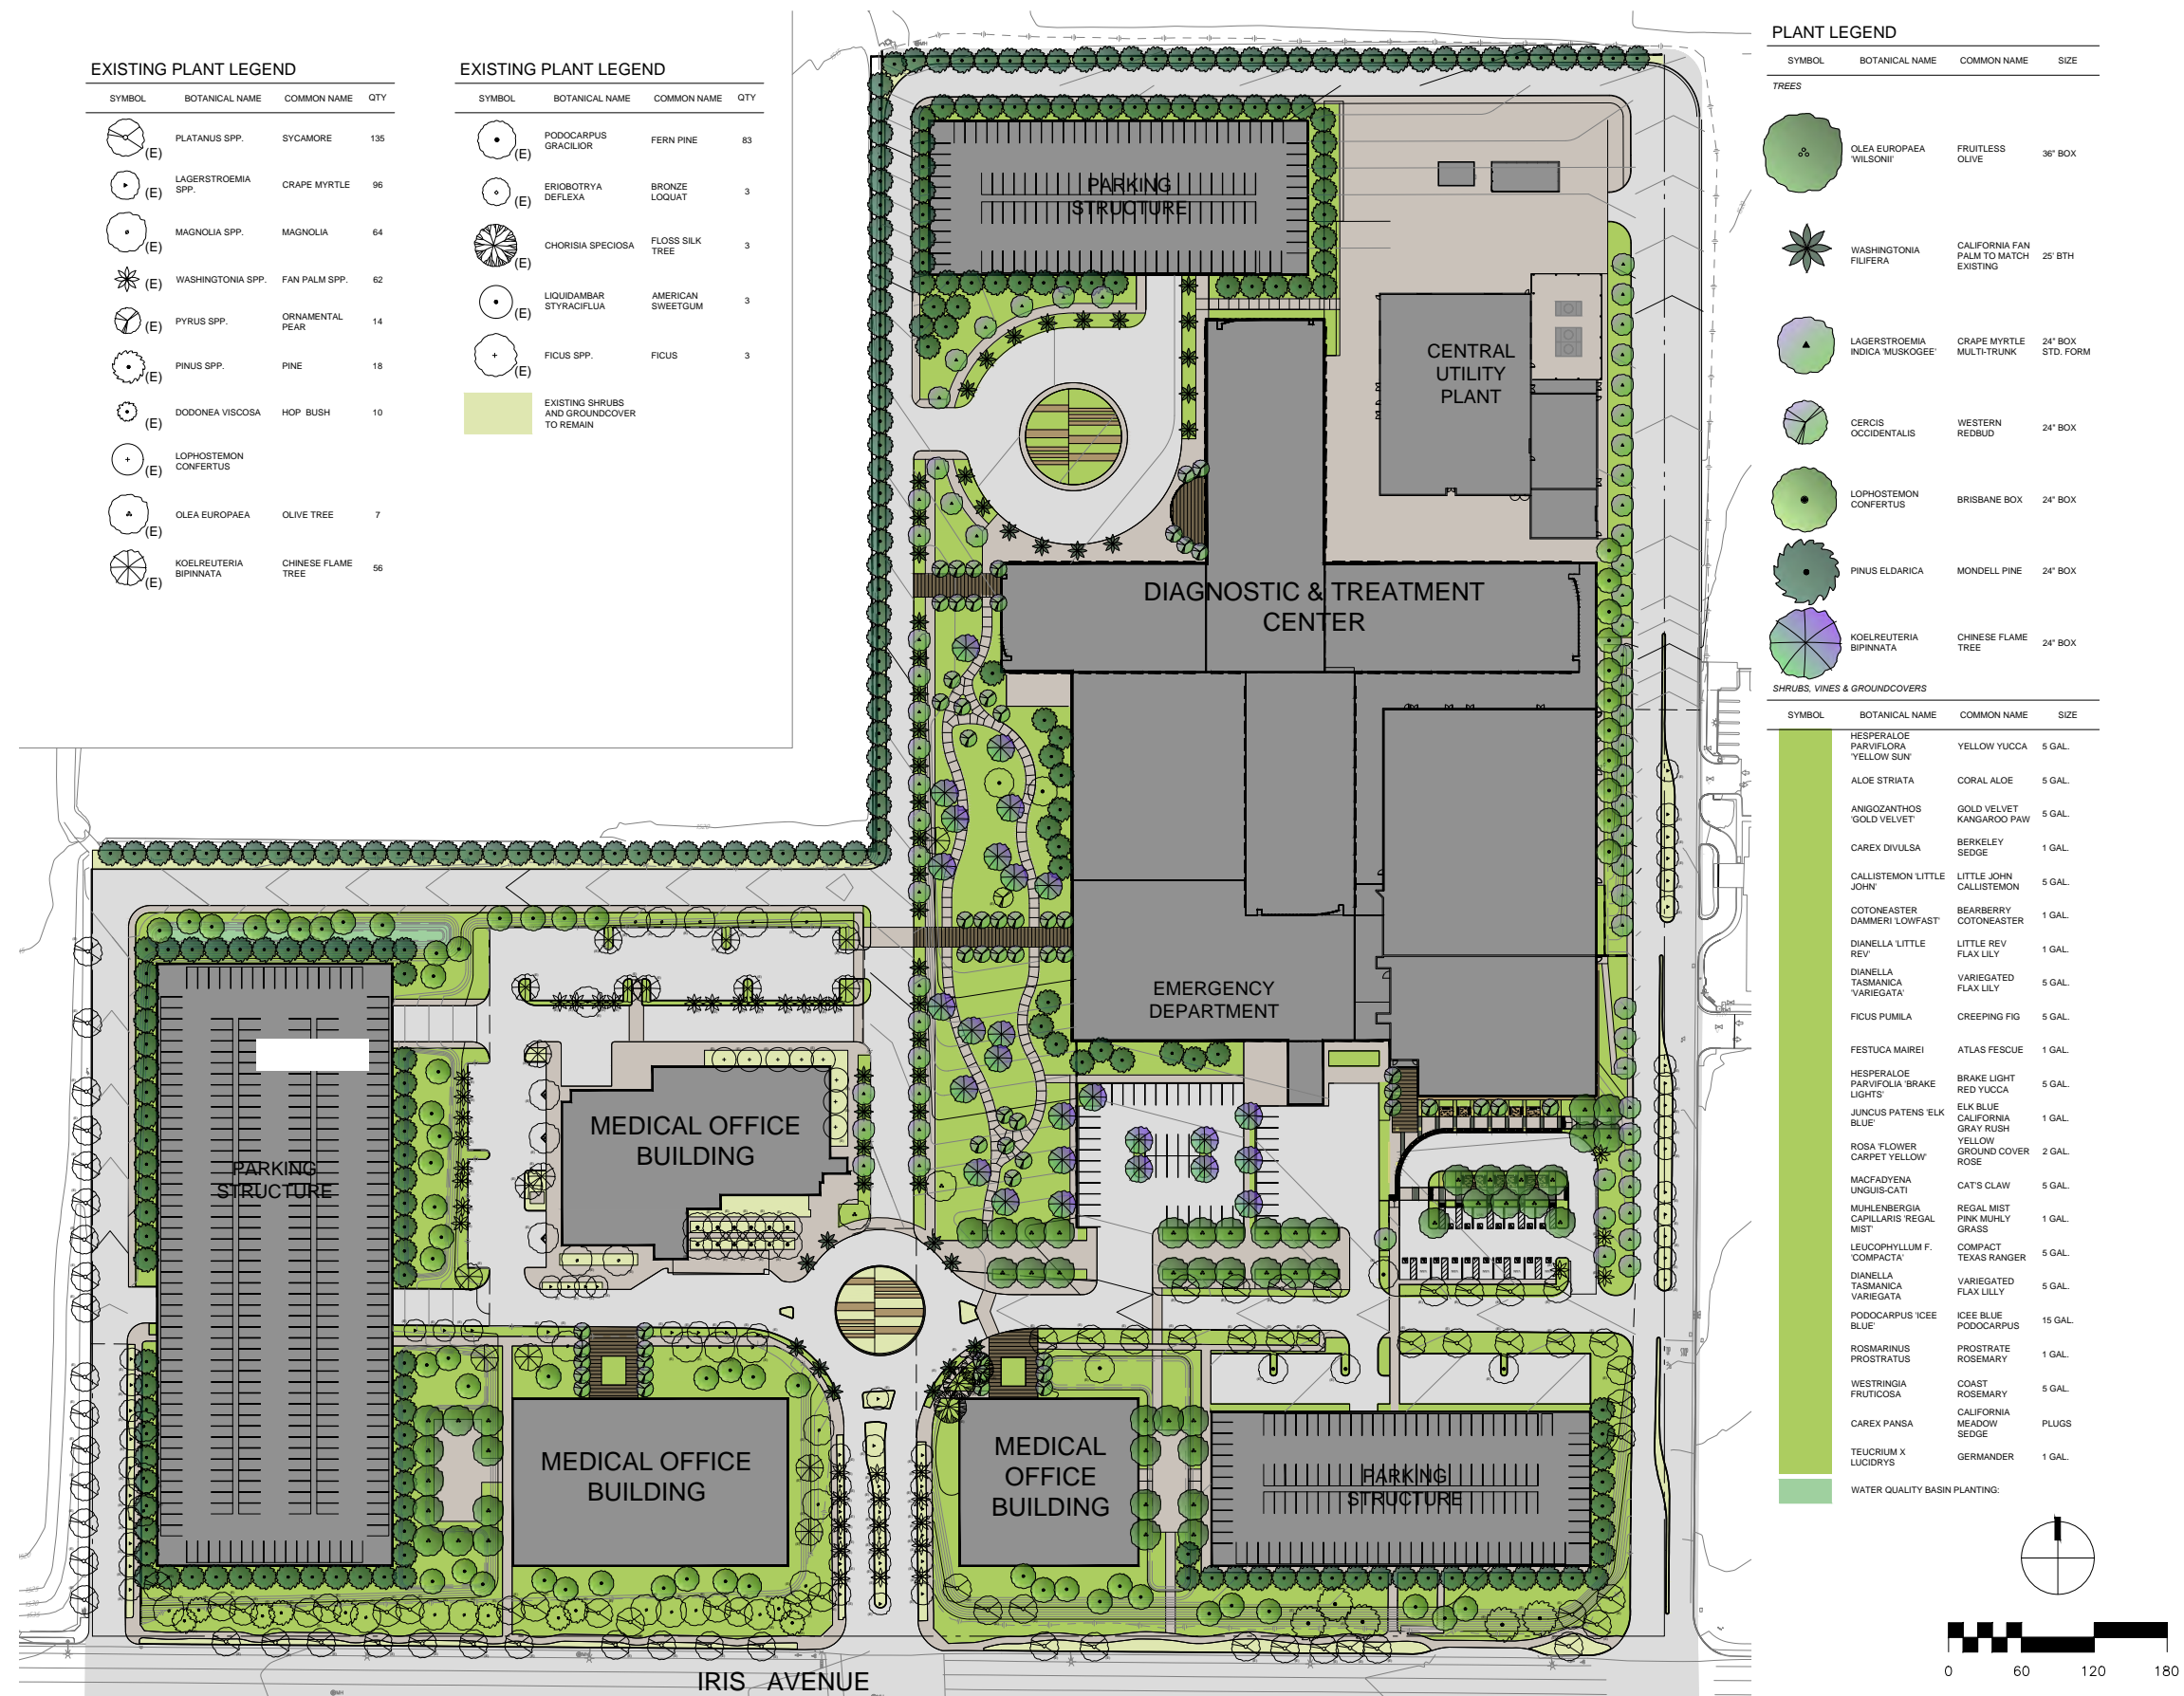 EXISTING PLANT LEGEND
SYMBOL BOTANICAL NAME COMMON NAME QTY
(E) PLATANUS SPP. SYCAMORE 135
(E) LAGERSTROEMIA SPP. CRAPE MYRTLE 96
(E) MAGNOLIA SPP. MAGNOLIA 64
(E) WASHINGTONIA SPP. FAN PALM SPP. 62
(E) PYRUS SPP. ORNAMENTAL PEAR 14
(E) PINUS SPP. PINE 18
(E) DODONEA VISCOSA HOP BUSH 10
(E) LOPHOSTEMON CONFERTUS
(E) OLEA EUROPAEA OLIVE TREE 7
(E) KOELREUTERIA BIPINNATA CHINESE FLAME TREE 56
EXISTING PLANT LEGEND
SYMBOL BOTANICAL NAME COMMON NAME QTY
(E) PODOCARPUS GRACILIOR FERN PINE 83
(E) ERIOBOTRYA DEFLEXA BRONZE LOQUAT 3
(E) CHORISIA SPECIOSA FLOSS SILK TREE 3
(E) LIQUIDAMBAR STYRACIFLUA AMERICAN SWEETGUM 3
(E) FICUS SPP. FICUS 3
EXISTING SHRUBS
AND GROUNDCOVER
TO REMAIN
PARKING
STRUCTURE
CENTRAL
UTILITY
PLANT
DIAGNOSTIC & TREATMENT
CENTER
EMERGENCY
DEPARTMENT
MEDICAL OFFICE
BUILDING
PARKING
STRUCTURE
MEDICAL OFFICE
BUILDING
MEDICAL
OFFICE
BUILDING
PARKING
STRUCTURE
IRIS AVENUE
PLANT LEGEND
SYMBOL BOTANICAL NAME COMMON NAME SIZE
TREES
OLEA EUROPAEA 'WILSONII' FRUITLESS OLIVE 36" BOX
WASHINGTONIA FILIFERA CALIFORNIA FAN PALM TO MATCH EXISTING 25' BTH
LAGERSTROEMIA INDICA 'MUSKOGEE' CRAPE MYRTLE MULTI-TRUNK 24" BOX STD. FORM
CERCIS OCCIDENTALIS WESTERN REDBUD 24" BOX
LOPHOSTEMON CONFERTUS BRISBANE BOX 24" BOX
PINUS ELDARICA MONDELL PINE 24" BOX
KOELREUTERIA BIPINNATA CHINESE FLAME TREE 24" BOX
SHRUBS, VINES & GROUNDCOVERS
SYMBOL BOTANICAL NAME COMMON NAME SIZE
HESPERALOE PARVIFLORA 'YELLOW SUN' YELLOW YUCCA 5 GAL.
ALOE STRIATA CORAL ALOE 5 GAL.
ANIGOZANTHOS 'GOLD VELVET' GOLD VELVET KANGAROO PAW 5 GAL.
CAREX DIVULSA BERKELEY SEDGE 1 GAL.
CALLISTEMON 'LITTLE JOHN' LITTLE JOHN CALLISTEMON 5 GAL.
COTONEASTER DAMMERI 'LOWFAST' BEARBERRY COTONEASTER 1 GAL.
DIANELLA 'LITTLE REV' LITTLE REV FLAX LILY 1 GAL.
DIANELLA TASMANICA 'VARIEGATA' VARIEGATED FLAX LILY 5 GAL.
FICUS PUMILA CREEPING FIG 5 GAL.
FESTUCA MAIREI ATLAS FESCUE 1 GAL.
HESPERALOE PARVIFOLIA 'BRAKE LIGHTS' BRAKE LIGHT RED YUCCA 5 GAL.
JUNCUS PATENS 'ELK BLUE' ELK BLUE CALIFORNIA GRAY RUSH 1 GAL.
ROSA 'FLOWER CARPET YELLOW' YELLOW GROUND COVER ROSE 2 GAL.
MACFADYENA UNGUIS-CATI CAT'S CLAW 5 GAL.
MUHLENBERGIA CAPILLARIS 'REGAL MIST' REGAL MIST PINK MUHLY GRASS 1 GAL.
LEUCOPHYLLUM F. 'COMPACTA' COMPACT TEXAS RANGER 5 GAL.
DIANELLA TASMANICA VARIEGATA VARIEGATED FLAX LILLY 5 GAL.
PODOCARPUS 'ICEE BLUE' ICEE BLUE PODOCARPUS 15 GAL.
ROSMARINUS PROSTRATUS PROSTRATE ROSEMARY 1 GAL.
WESTRINGIA FRUTICOSA COAST ROSEMARY 5 GAL.
CAREX PANSA CALIFORNIA MEADOW SEDGE PLUGS
TEUCRIUM X LUCIDRYS GERMANDER 1 GAL.
WATER QUALITY BASIN PLANTING:
0 60 120 180